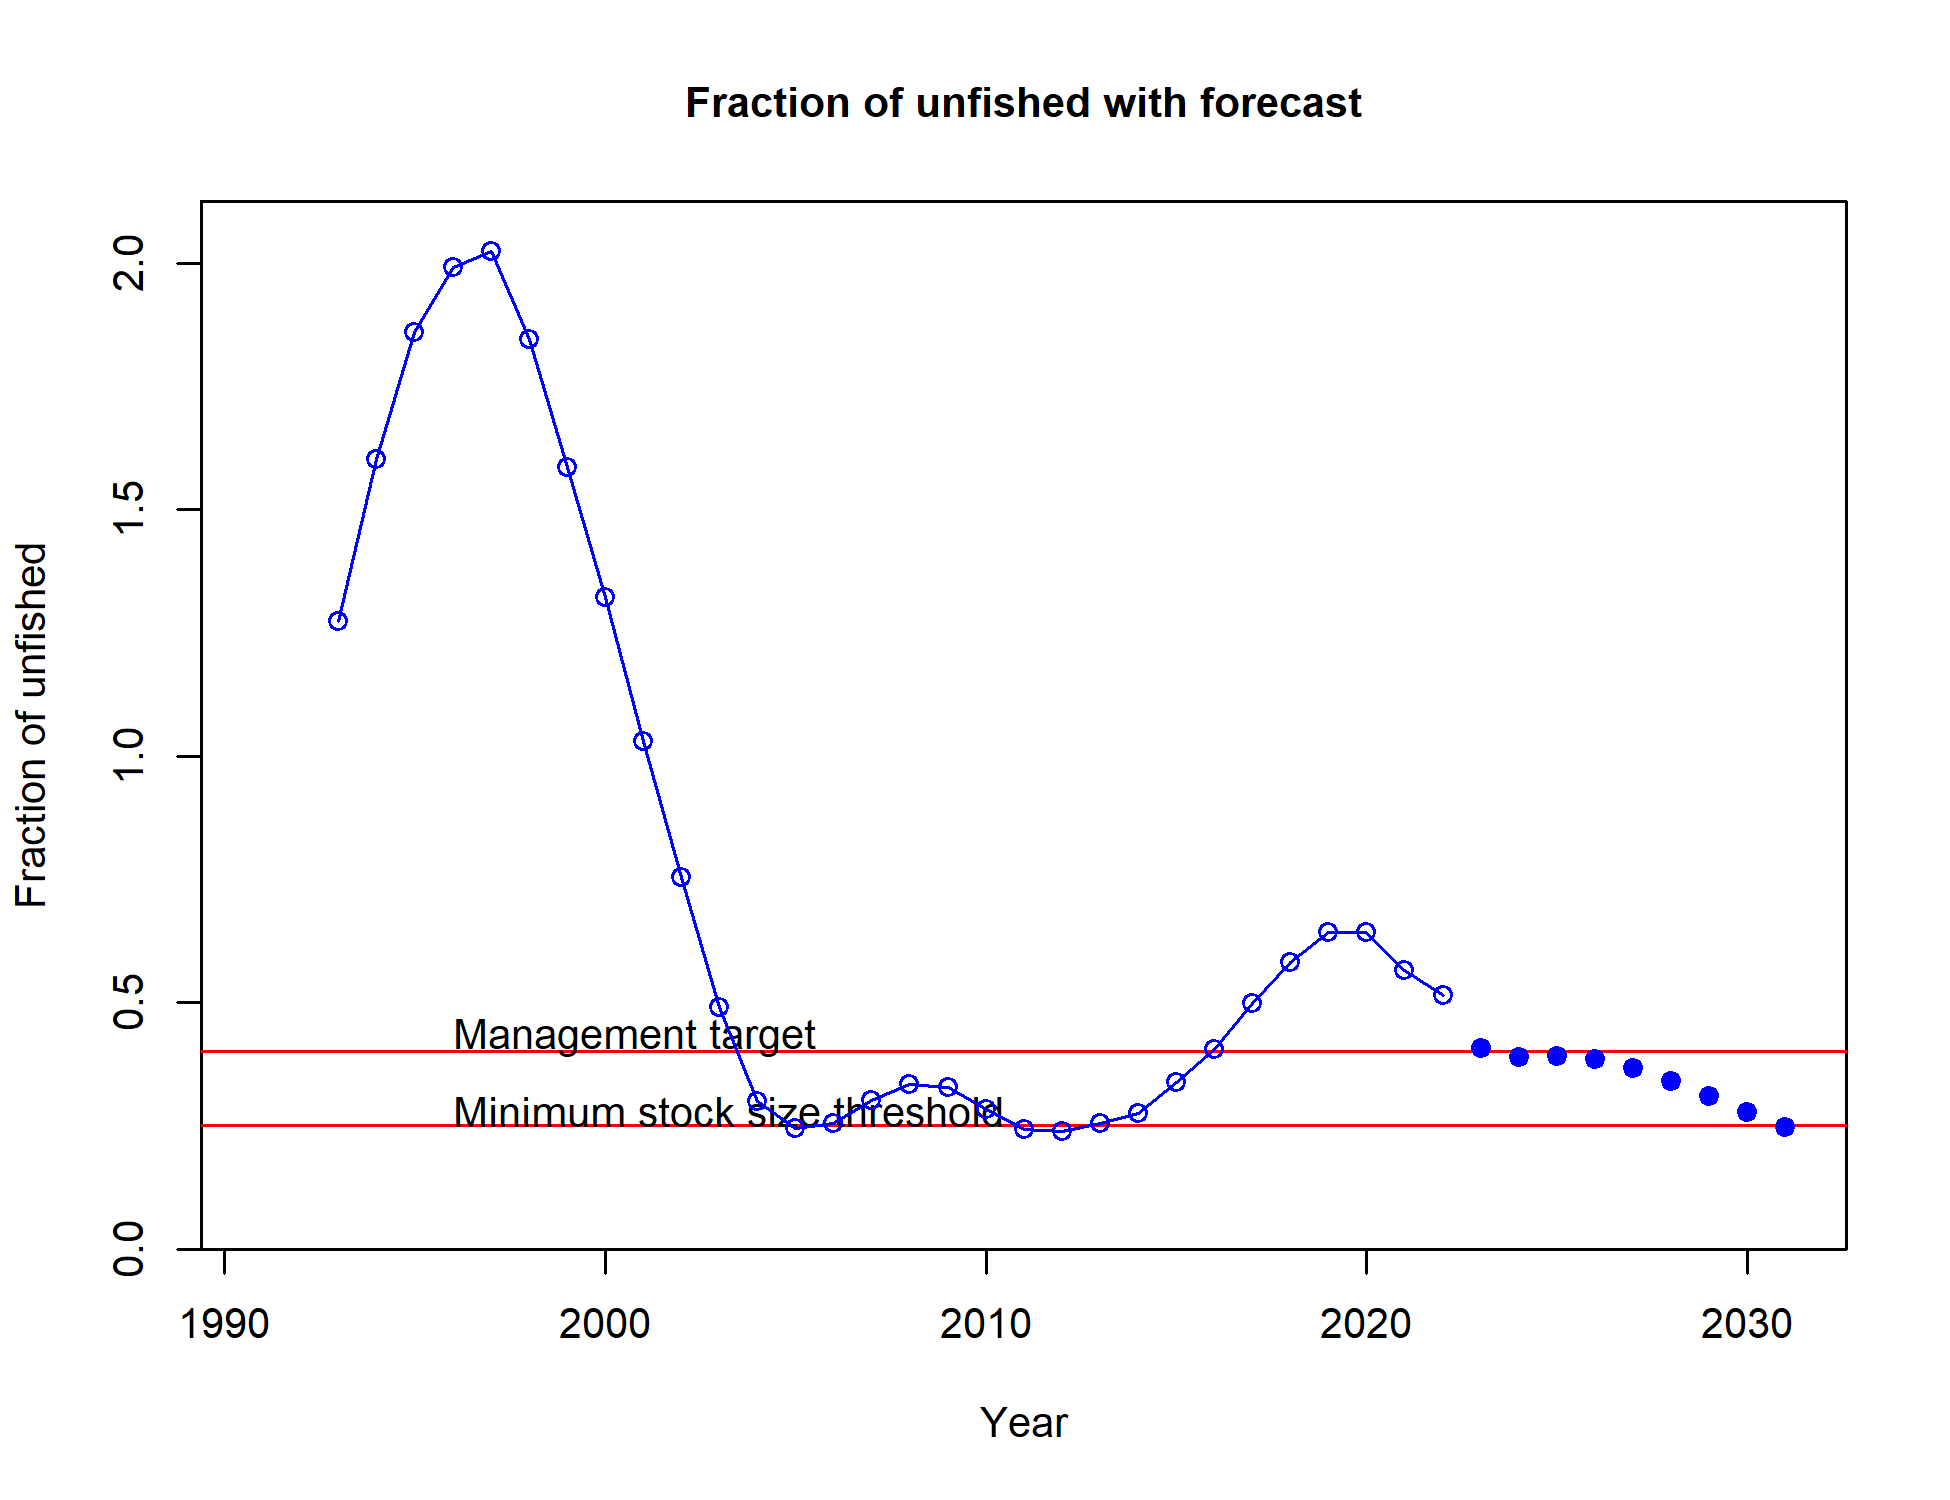 Fraction of unfished with forecast
Fraction of unfished
2.0
1.5
1.0
0.5
0.0
Management target
Minimum stock size threshold
1990 2000 2010 2020 2030
Year